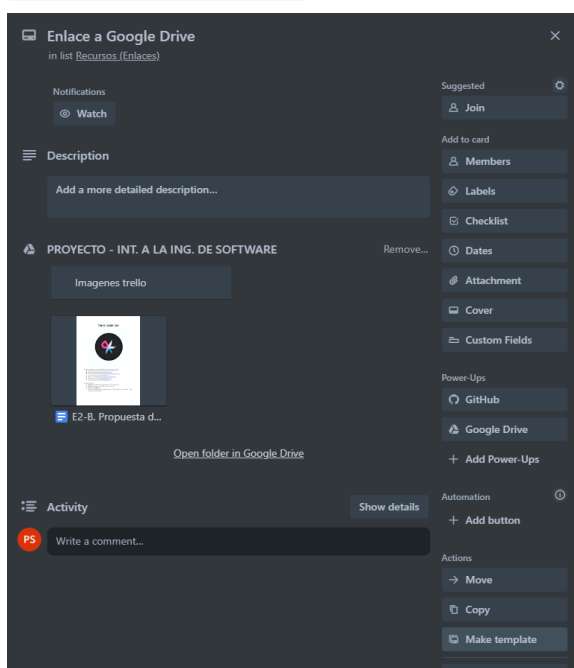 Enlace a Google Drive
in list Recursos (Enlaces)
Notifications
Watch
Description
Add a more detailed description...
PROYECTO - INT. A LA ING. DE SOFTWARE
Remove...
Imagenes trello
E2-8. Propuesta d...
Open folder in Google Drive
Activity
Show details
PS
Write a comment...
Suggested
Join
Add to card
Members
Labels
Checklist
Dates
Attachment
Cover
Custom Fields
Power-Ups
GitHub
Google Drive
+ Add Power-Ups
Automation
+ Add button
Actions
→ Move
Copy
Make template